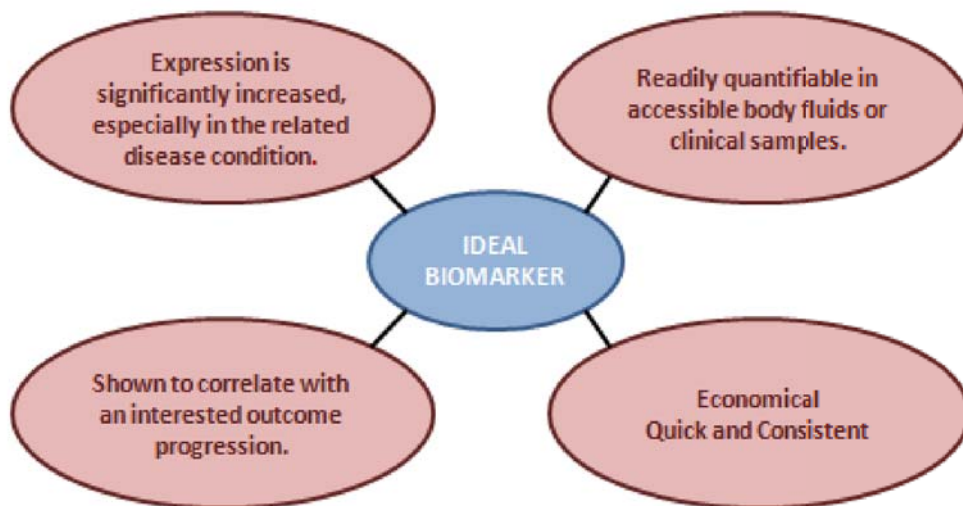 Expression is
significantly increased,
especially in the related
disease condition.
Readily quantifiable in
accessible body fluids or
clinical samples.
IDEAL
BIOMARKER
Shown to correlate with
an interested outcome
progression.
Economical
Quick and Consistent